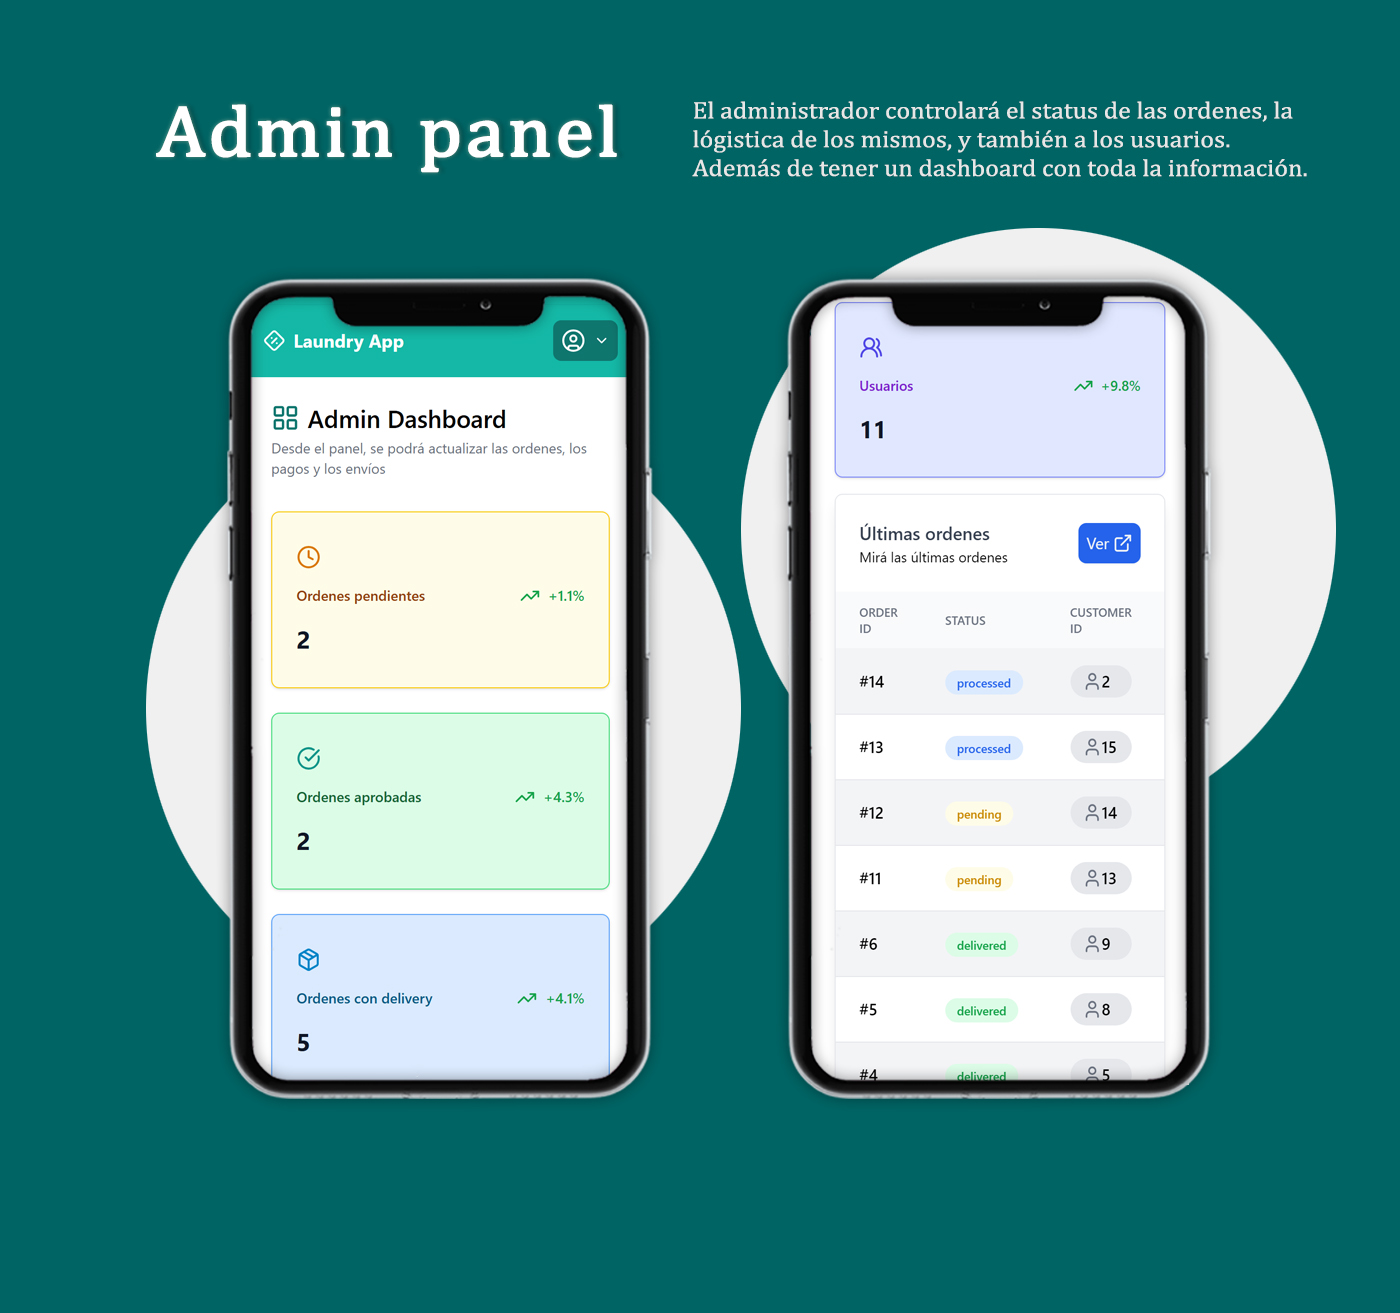 Admin panel
El administrador controlará el status de las ordenes, la
lógistica de los mismos, y también a los usuarios.
Además de tener un dashboard con toda la información.
Laundry App
Admin Dashboard
Desde el panel, se podrá actualizar las ordenes, los
pagos y los envíos
Ordenes pendientes
+1.1%
2
Ordenes aprobadas
+4.3%
2
Ordenes con delivery
+4.1%
5
Usuarios
+9.8%
11
Últimas ordenes
Mirá las últimas ordenes
Ver
ORDER ID STATUS CUSTOMER ID
#14 processed 2
#13 processed 15
#12 pending 14
#11 pending 13
#6 delivered 9
#5 delivered 8
#4 delivered 5